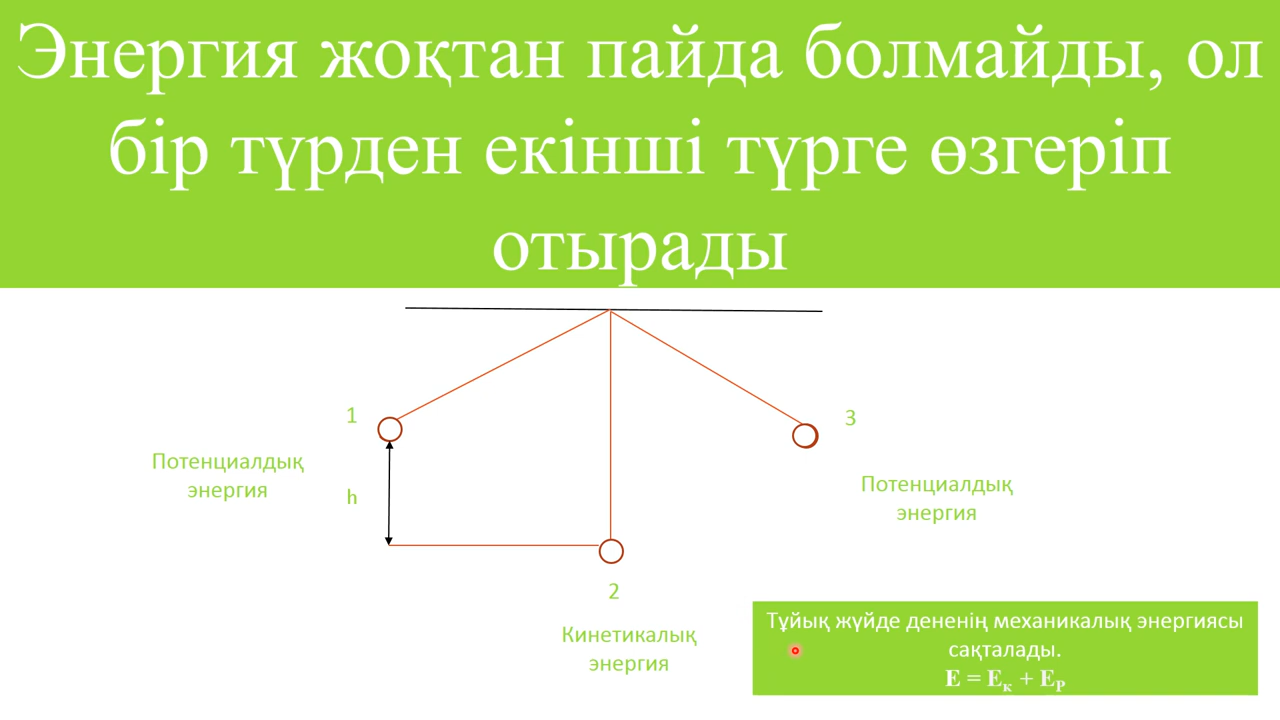 Энергия жоқтан пайда болмайды, ол
бір түрден екінші түрге өзгеріп
отырады
1
3
Потенциалдық
энергия
h
Потенциалдық
энергия
2
Кинетикалық
энергия
Тұйық жүйде дененің механикалық энергиясы
сақталады.
E = Eк + EР